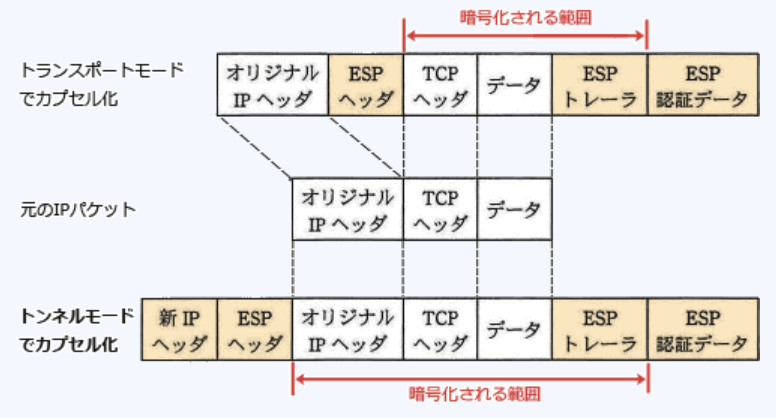 暗号化される範囲
トランスポートモード
でカプセル化
オリジナル
IP ヘッダ
ESP
ヘッダ
TCP
ヘッダ
データ
ESP
トレーラ
ESP
認証データ
元のIPパケット
オリジナル
IP ヘッダ
TCP
ヘッダ
データ
トンネルモード
でカプセル化
新 IP
ヘッダ
ESP
ヘッダ
オリジナル
IP ヘッダ
TCP
ヘッダ
データ
ESP
トレーラ
ESP
認証データ
暗号化される範囲